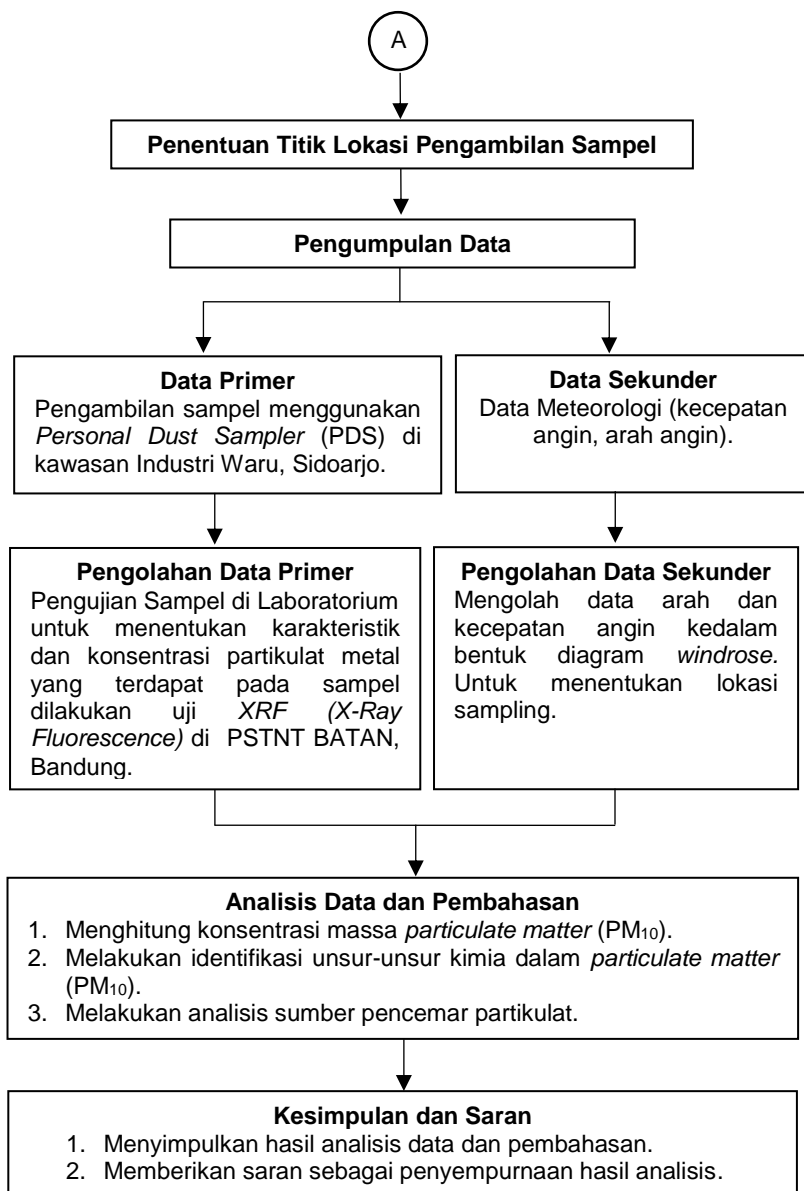 A
Penentuan Titik Lokasi Pengambilan Sampel
Pengumpulan Data
Data Primer
Pengambilan sampel menggunakan
Personal Dust Sampler (PDS) di
kawasan Industri Waru, Sidoarjo.
Data Sekunder
Data Meteorologi (kecepatan
angin, arah angin).
Pengolahan Data Primer
Pengujian Sampel di Laboratorium
untuk menentukan karakteristik
dan konsentrasi partikulat metal
yang terdapat pada sampel
dilakukan uji XRF (X-Ray
Fluorescence) di PSTNT BATAN,
Bandung.
Pengolahan Data Sekunder
Mengolah data arah dan
kecepatan angin kedalam
bentuk diagram windrose.
Untuk menentukan lokasi
sampling.
Analisis Data dan Pembahasan
1. Menghitung konsentrasi massa particulate matter (PM₁₀).
2. Melakukan identifikasi unsur-unsur kimia dalam particulate matter
(PM₁₀).
3. Melakukan analisis sumber pencemar partikulat.
Kesimpulan dan Saran
1. Menyimpulkan hasil analisis data dan pembahasan.
2. Memberikan saran sebagai penyempurnaan hasil analisis.